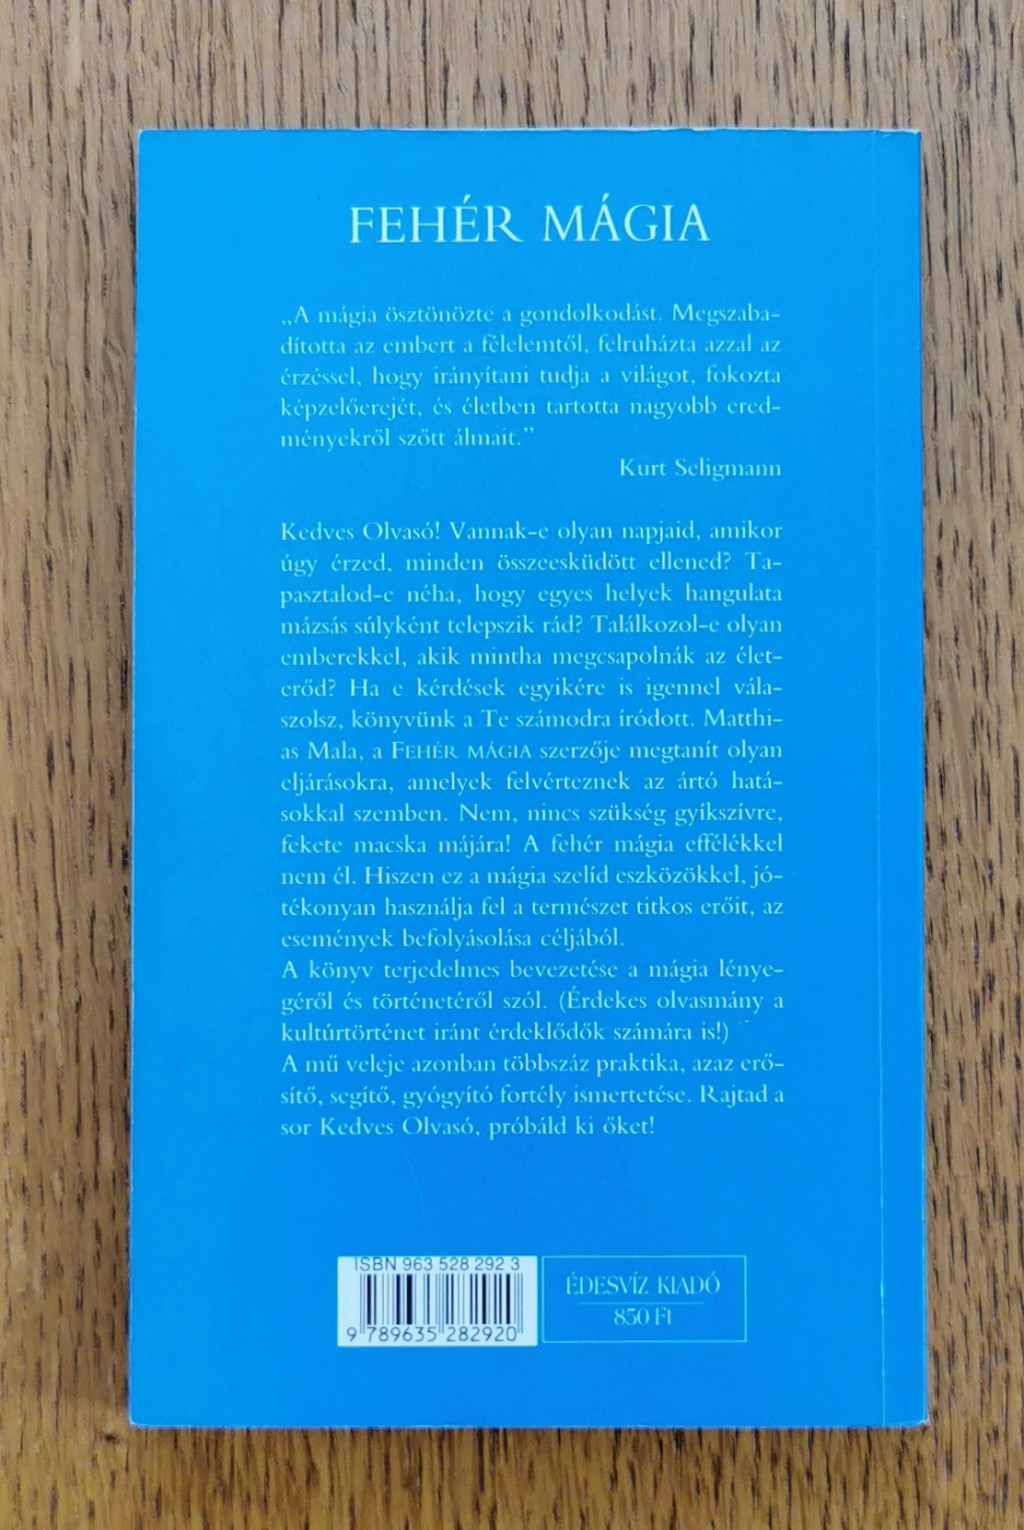 FEHÉR MÁGIA
„A mágia ösztönözte a gondolkodást. Megszaba-
dította az embert a félelemtől, felruházta azzal az
érzéssel, hogy irányítani tudja a világot, fokozta
képzelőerejét, és életben tartotta nagyobb ered-
ményekről szőtt álmait.”
Kurt Seligmann
Kedves Olvasó! Vannak-e olyan napjaid, amikor
úgy érzed, minden összeesküdött ellened? Ta-
pasztalod-e néha, hogy egyes helyek hangulata
mázsás súlyként telepszik rád? Találkozol-e olyan
emberekkel, akik mintha megcsapolnák az élet-
erőd? Ha e kérdések egyikére is igennel vála-
szolsz, könyvünk a Te számodra íródott. Matthi-
as Mala, a FEHÉR MÁGIA szerzője megtanít olyan
eljárásokra, amelyek felvérteznek az ártó hatá-
sokkal szemben. Nem, nincs szükség gyíkszívre,
fekete macska májára! A fehér mágia effélékkel
nem él. Hiszen ez a mágia szelíd eszközökkel, jó-
tékonyan használja fel a természet titkos erőit, az
események befolyásolása céljából.
A könyv terjedelmes bevezetése a mágia lénye-
géről és történetéről szól. (Érdekes olvasmány a
kultúrtörténet iránt érdeklődők számára is!)
A mű veleje azonban többszáz praktika, azaz erő-
sítő, segítő, gyógyító fortély ismertetése. Rajtad a
sor Kedves Olvasó, próbáld ki őket!
ISBN 963 528 292 3
9 789635 282920
ÉDESVÍZ KIADÓ
850 Ft